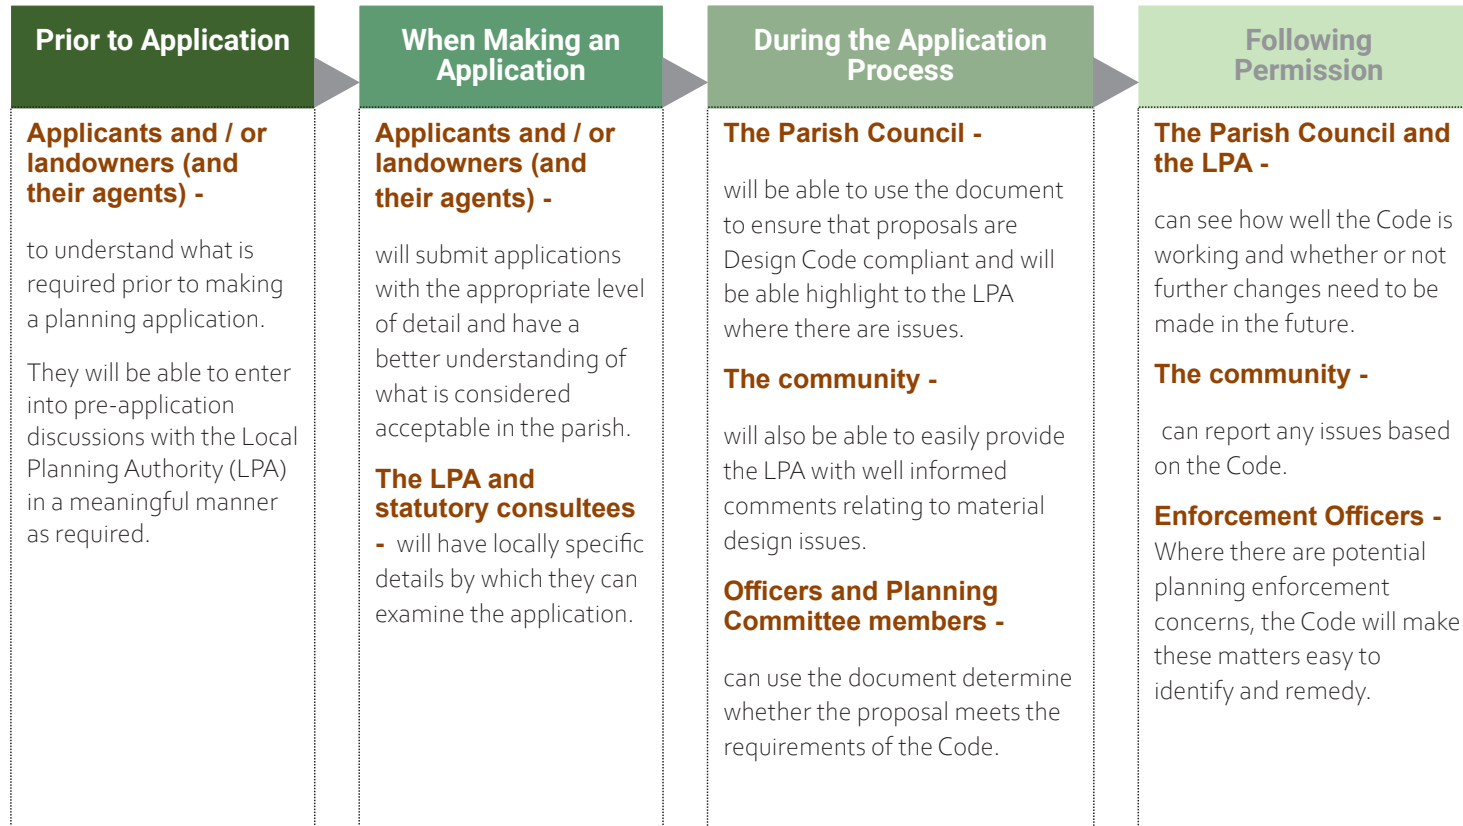 Prior to Application
Applicants and / or
landowners (and
their agents) -
to understand what is
required prior to making
a planning application.
They will be able to enter
into pre-application
discussions with the Local
Planning Authority (LPA)
in a meaningful manner
as required.
When Making an
Application
Applicants and / or
landowners (and
their agents) -
will submit applications
with the appropriate level
of detail and have a
better understanding of
what is considered
acceptable in the parish.
The LPA and
statutory consultees
- will have locally specific
details by which they can
examine the application.
During the Application
Process
The Parish Council -
will be able to use the document
to ensure that proposals are
Design Code compliant and will
be able highlight to the LPA
where there are issues.
The community -
will also be able to easily provide
the LPA with well informed
comments relating to material
design issues.
Officers and Planning
Committee members -
can use the document determine
whether the proposal meets the
requirements of the Code.
Following
Permission
The Parish Council and
the LPA -
can see how well the Code is
working and whether or not
further changes need to be
made in the future.
The community -
can report any issues based
on the Code.
Enforcement Officers -
Where there are potential
planning enforcement
concerns, the Code will make
these matters easy to
identify and remedy.